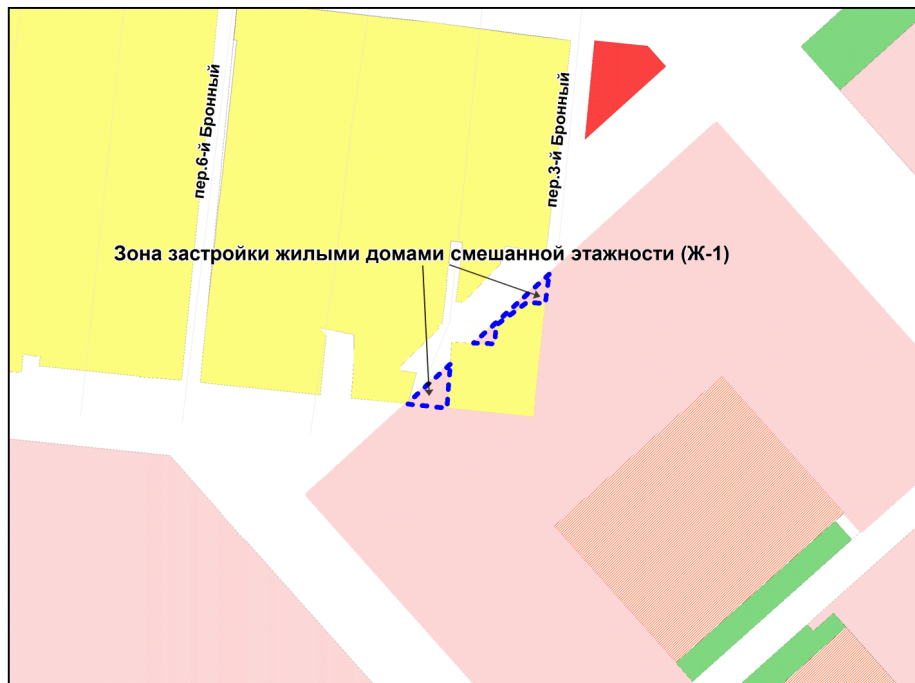 пер.6-й Бронный
пер.3-й Бронный
Зона застройки жилыми домами смешанной этажности (Ж-1)